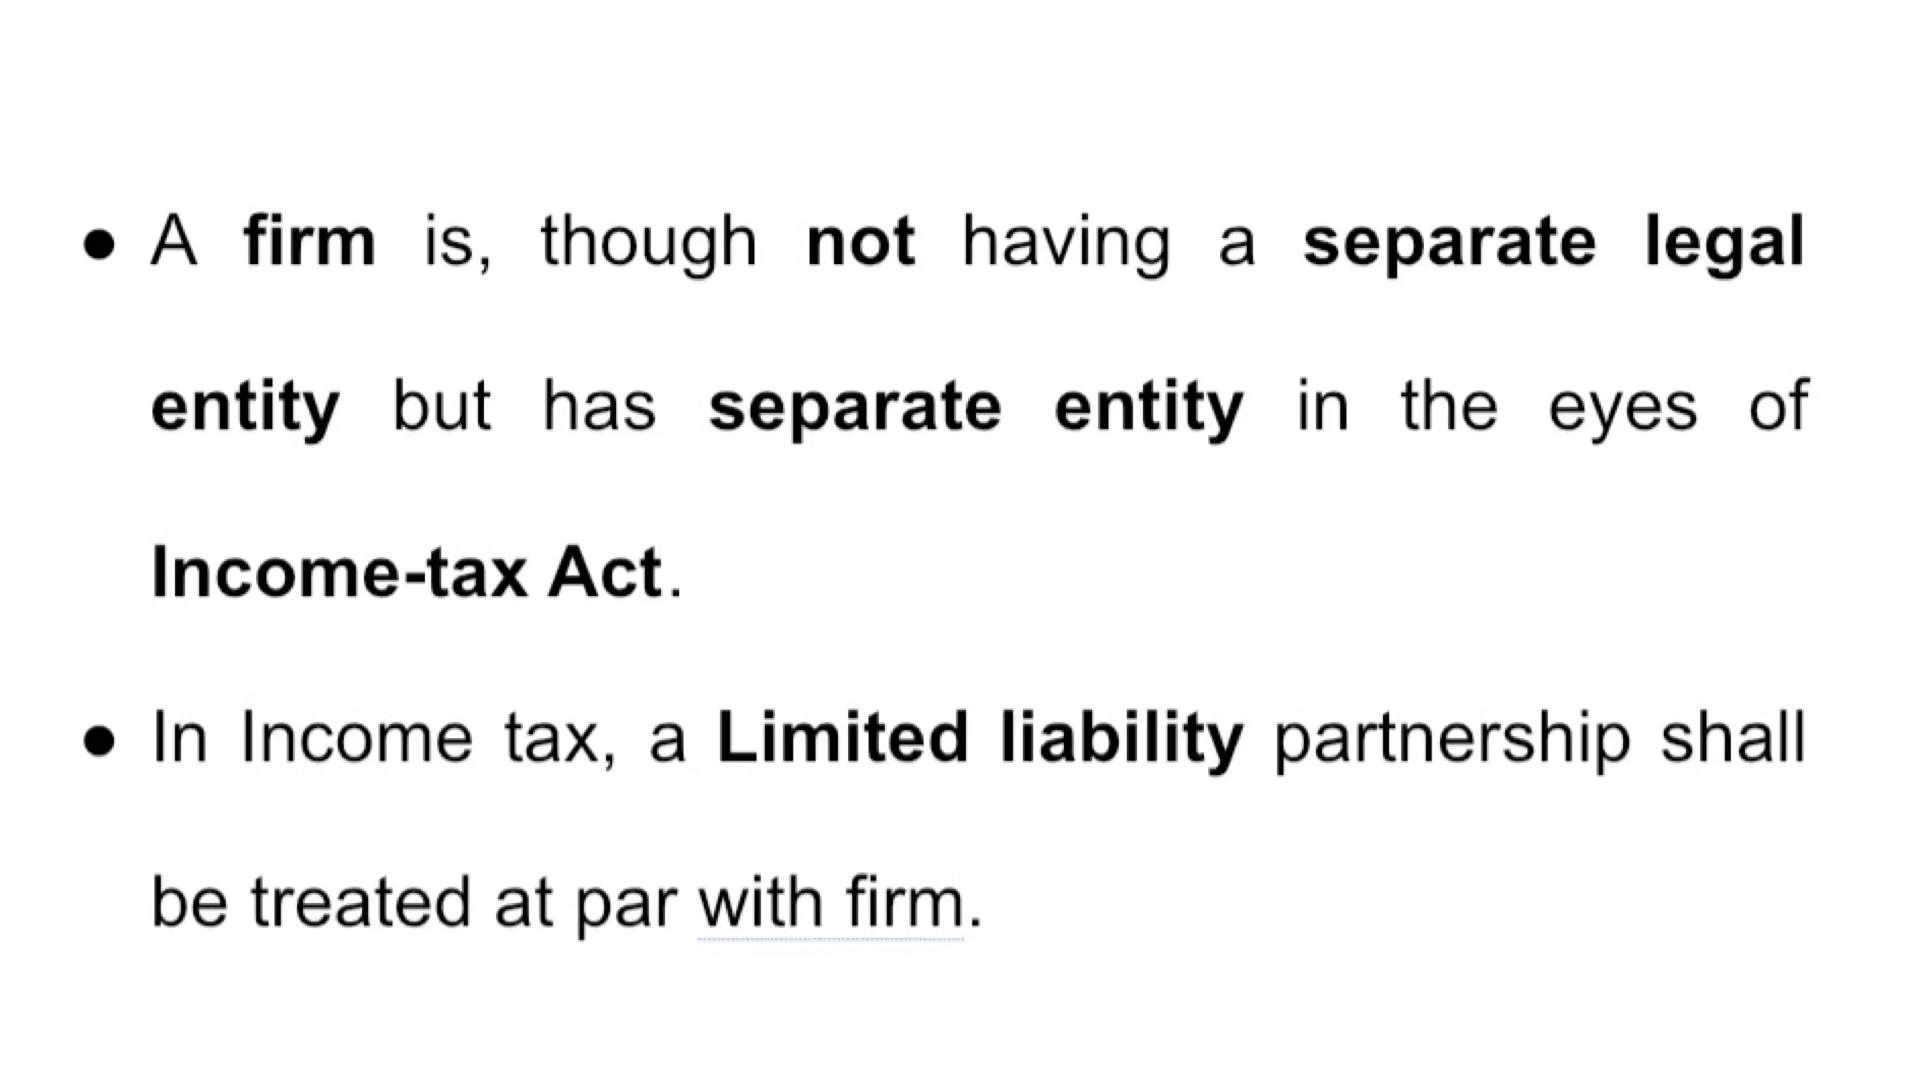 ● A firm is, though not having a separate legal
entity but has separate entity in the eyes of
Income-tax Act.
● In Income tax, a Limited liability partnership shall
be treated at par with firm.